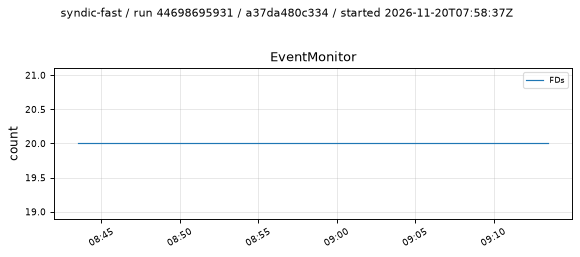 syndic-fast / run 44698695931 / a37da480c334 / started 2026-11-20T07:58:37Z
EventMonitor
FDs
count
21.0
20.5
20.0
19.5
19.0
08:45
08:50
08:55
09:00
09:05
09:10